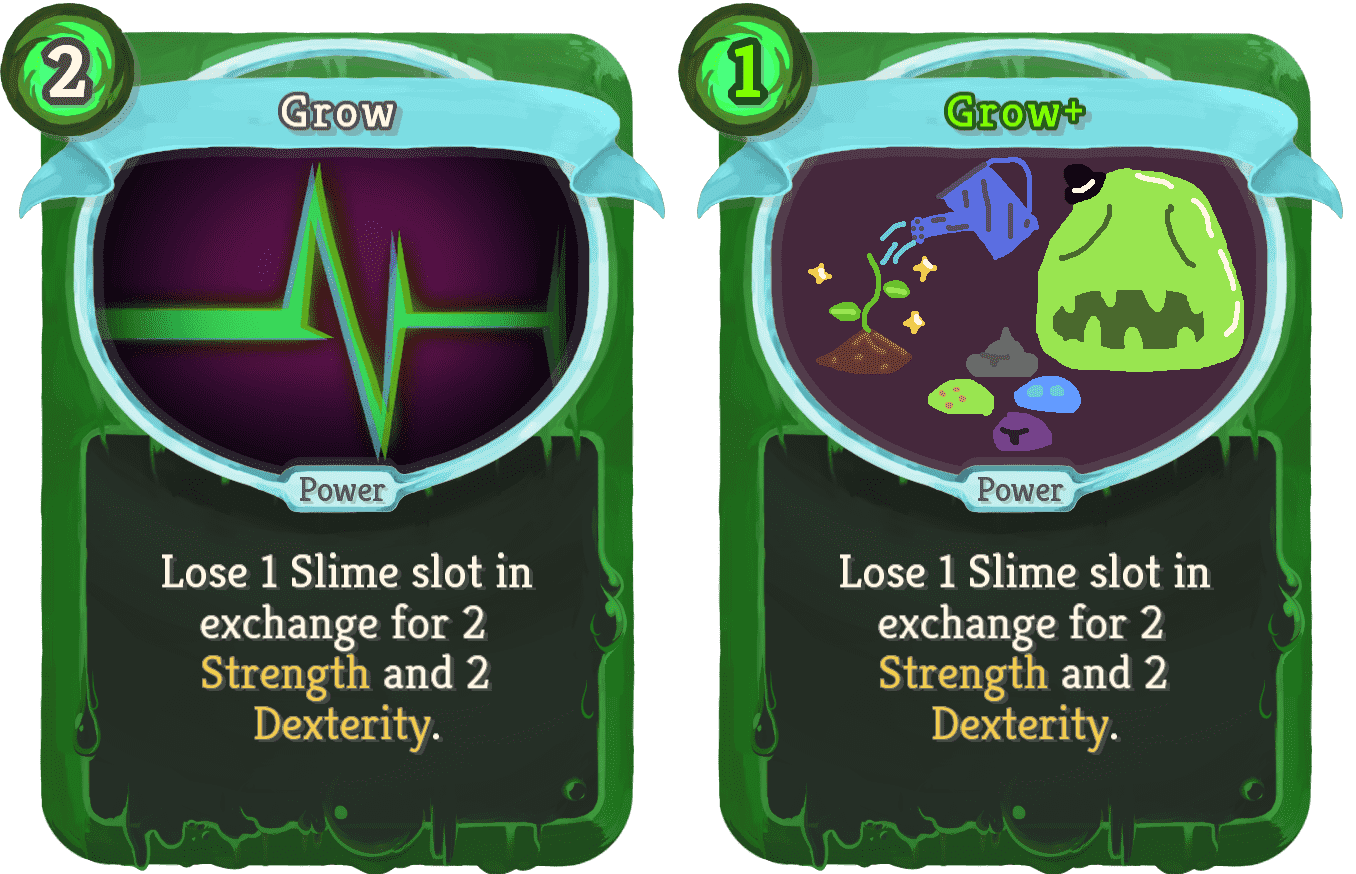 2
Grow
Power
Lose 1 Slime slot in
exchange for 2
Strength and 2
Dexterity.
1
Grow+
Power
Lose 1 Slime slot in
exchange for 2
Strength and 2
Dexterity.